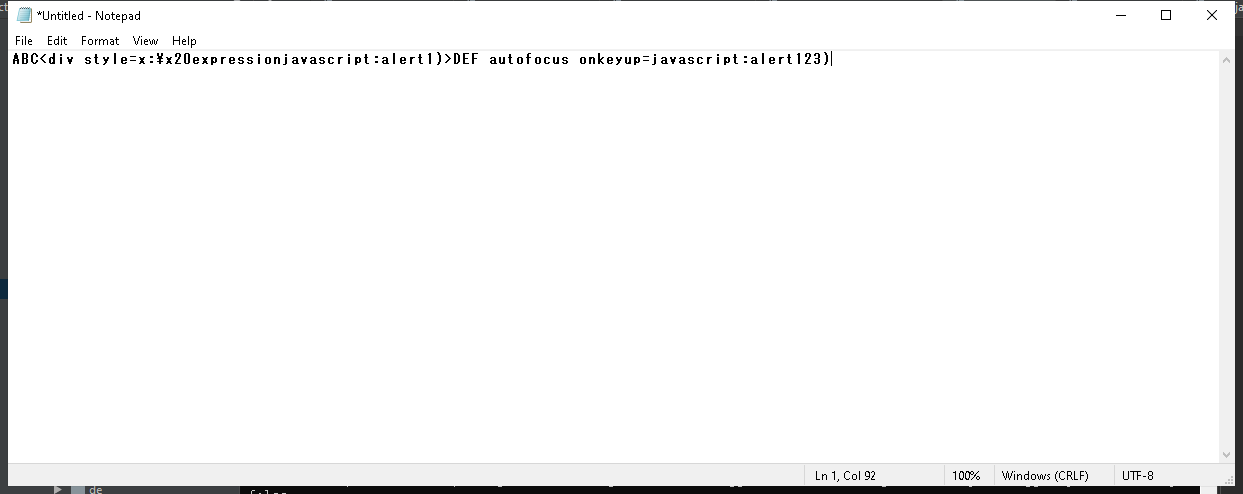 *Untitled - Notepad
File Edit Format View Help
ABC<div style=x:¥x20expressionjavascript:alert1)>DEF autofocus onkeyup=javascript:alert123)
Ln 1, Col 92 100% Windows (CRLF) UTF-8
de